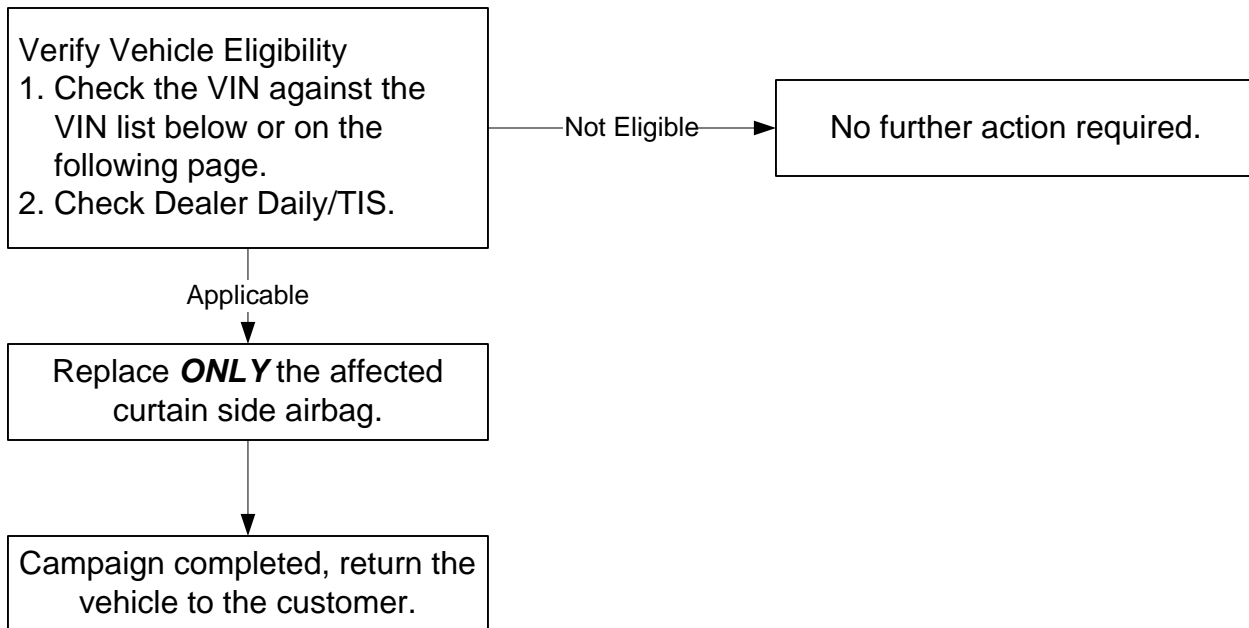 Verify Vehicle Eligibility
1. Check the VIN against the
VIN list below or on the
following page.
2. Check Dealer Daily/TIS.
Not Eligible
No further action required.
Applicable
Replace ONLY the affected
curtain side airbag.
Campaign completed, return the
vehicle to the customer.